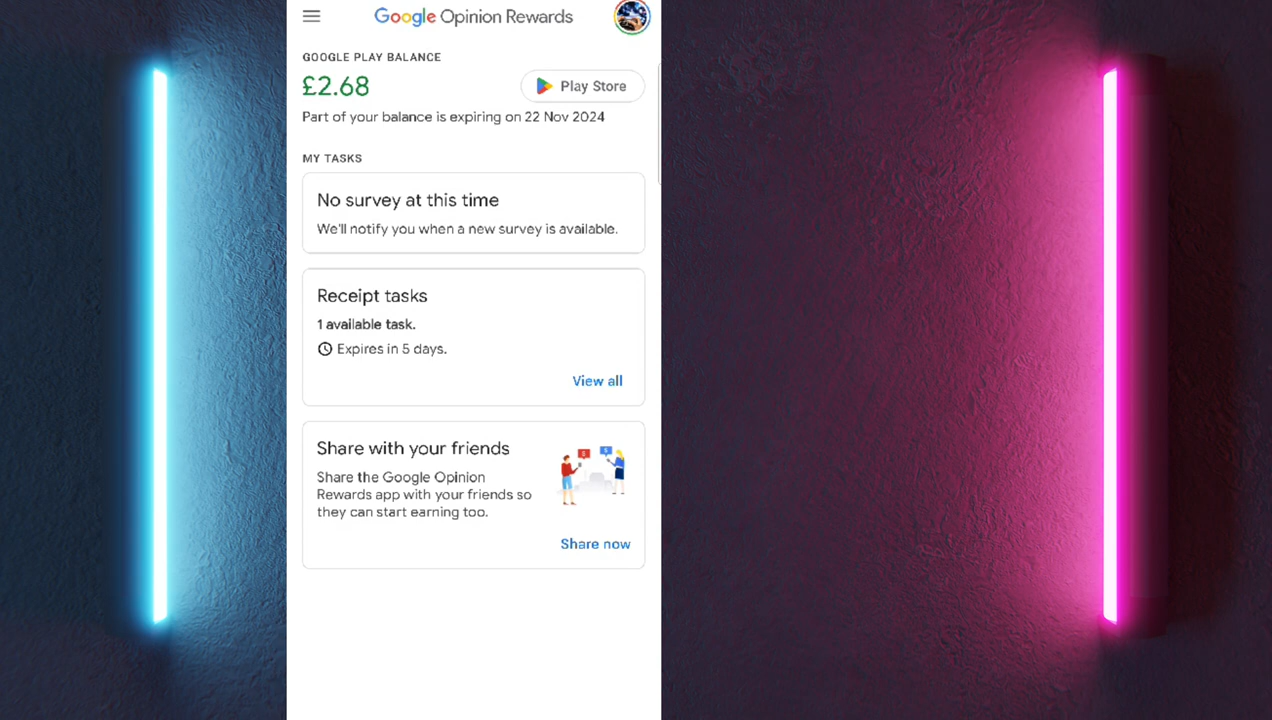 Google Opinion Rewards
GOOGLE PLAY BALANCE
£2.68
Play Store
Part of your balance is expiring on 22 Nov 2024
MY TASKS
No survey at this time
We'll notify you when a new survey is available.
Receipt tasks
1 available task.
Expires in 5 days.
View all
Share with your friends
Share the Google Opinion
Rewards app with your friends so
they can start earning too.
Share now